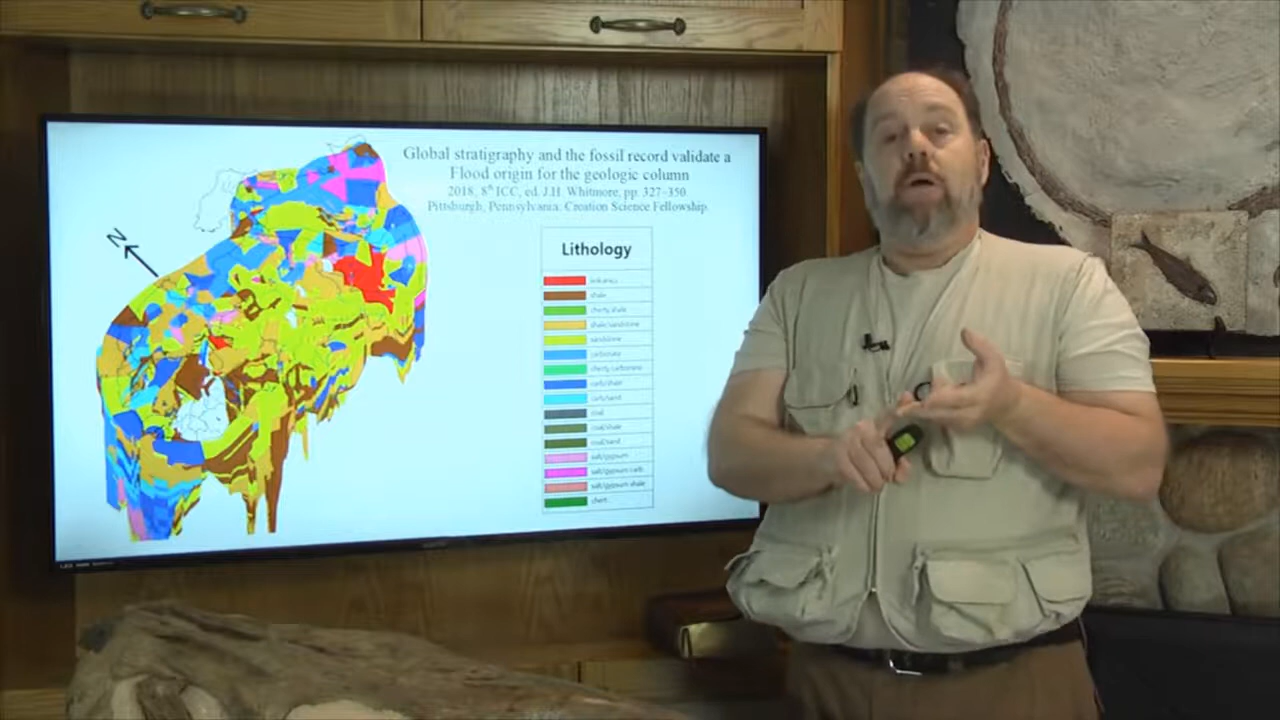 Global stratigraphy and the fossil record validate a
Flood origin for the geologic column
2018, 8th ICC, ed. J.H. Whitmore, pp. 327–350.
Pittsburgh, Pennsylvania: Creation Science Fellowship.
N
Lithology
shale
cherty shale
shale/sandstone
sandstone
carbonate
cherty carbonate
carb/shale
carb/sand
coal
coal/shale
coal/sand
salt/gypsum
salt/gypsum/carb
salt/gypsum shale
chert